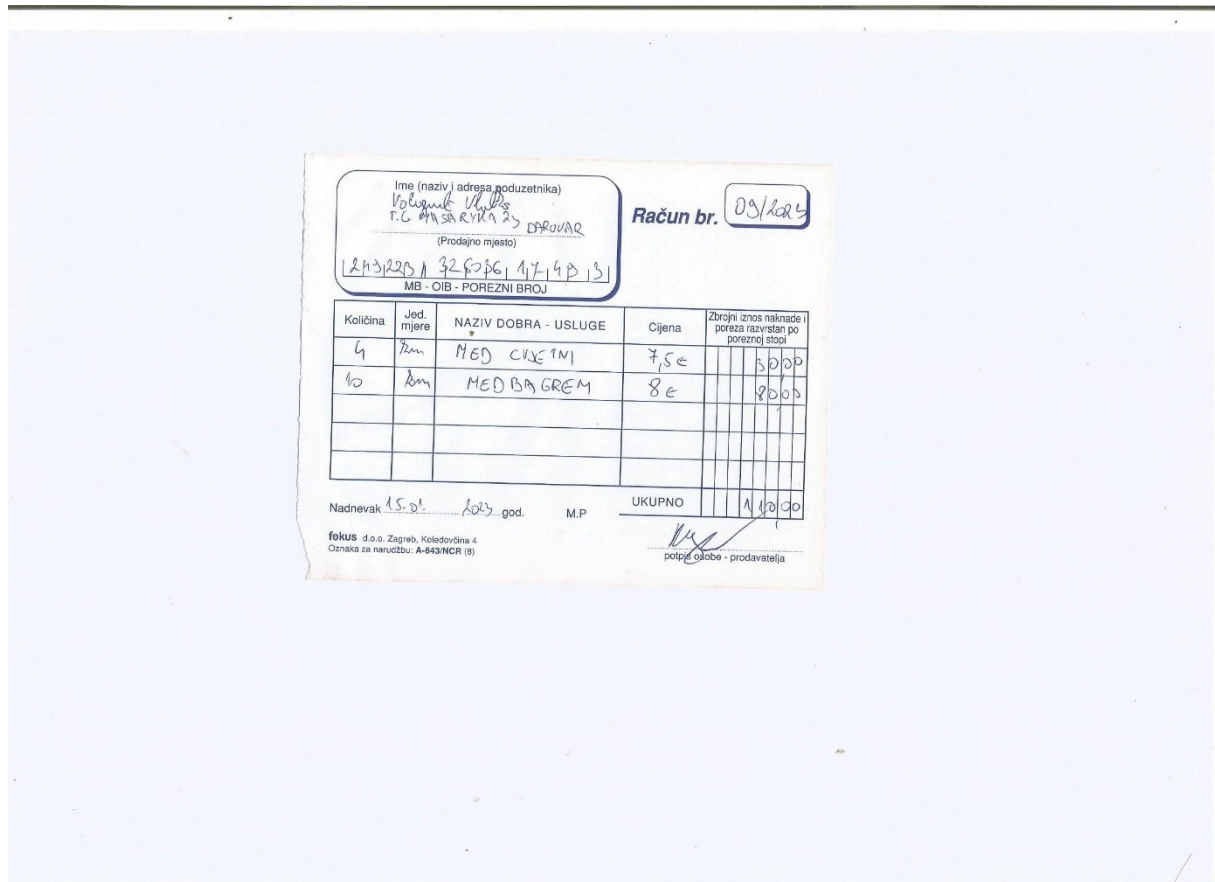 Ime (naziv i adresa poduzetnika)
T.G MASARYKA 23 DARUVAR
(Prodajno mjesto)
MB - OIB - POREZNI BROJ
Račun br. 09/2023
Količina Jed. mjere NAZIV DOBRA - USLUGE Cijena Zbrojni iznos naknade i poreza razvrstan po poreznoj stopi
4 MED CVJETNI 7,5€ 30,00
10 MED BAGREM 8€ 80,00
UKUPNO 110,00
Nadnevak 15.01. 2023 god. M.P
fokus d.o.o. Zagreb, Koledovčina 4
Oznaka za narudžbu: A-643/NCR (8)
potpis osobe - prodavatelja